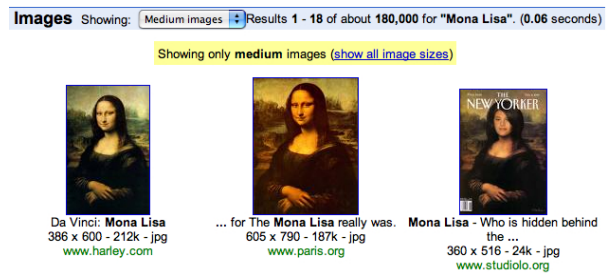 Images Showing: Medium images Results 1 - 18 of about 180,000 for "Mona Lisa". (0.06 seconds)
Showing only medium images (show all image sizes)
THE
NEW YORKER
Da Vinci: Mona Lisa
386 x 600 - 212k - jpg
www.harley.com
... for The Mona Lisa really was.
605 x 790 - 187k - jpg
www.paris.org
Mona Lisa - Who is hidden behind
the ...
360 x 516 - 24k - jpg
www.studiolo.org